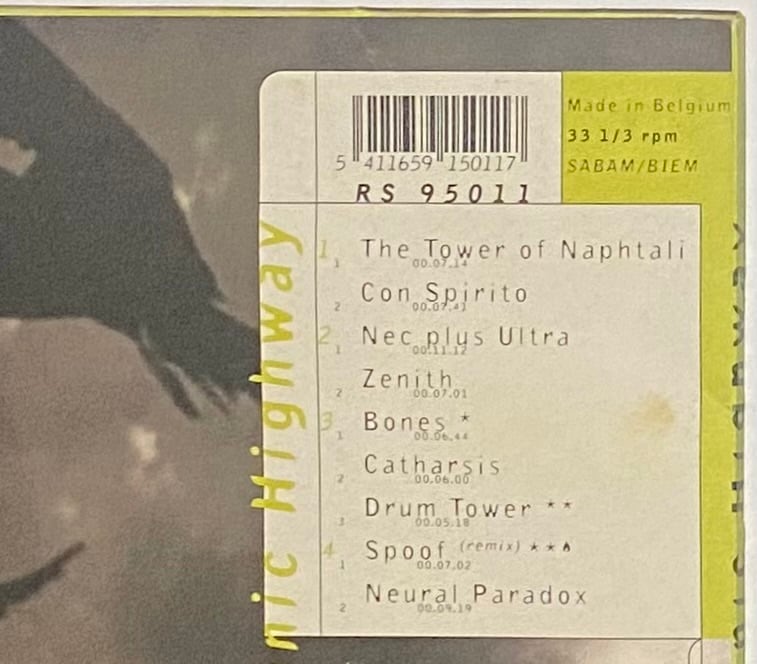 5 411659 150117
RS 95011
Made in Belgium
33 1/3 rpm
SABAM/BIEM
nic Highway
1 1 The Tower of Naphtali
00.07.14
2 Con Spirito
00.07.41
2 1 Nec plus Ultra
00.11.12
2 Zenith
00.07.01
3 1 Bones *
00.06.44
2 Catharsis
00.06.00
3 Drum Tower **
00.05.18
4 1 Spoof (remix) **
00.07.02
2 Neural Paradox
00.09.19